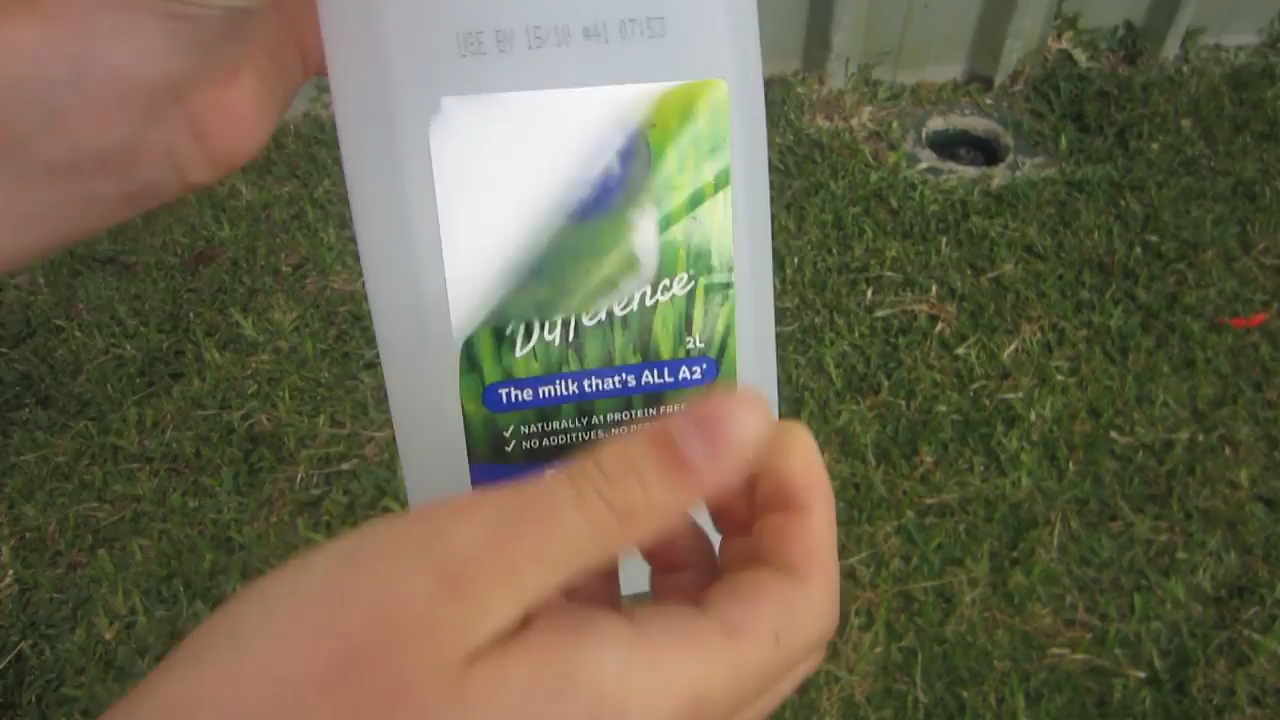 USE BY 15/10 #41 07:53
Difference
2L
The milk that's ALL A2*
✓ NATURALLY A1 PROTEIN FREE
✓ NO ADDITIVES, NO